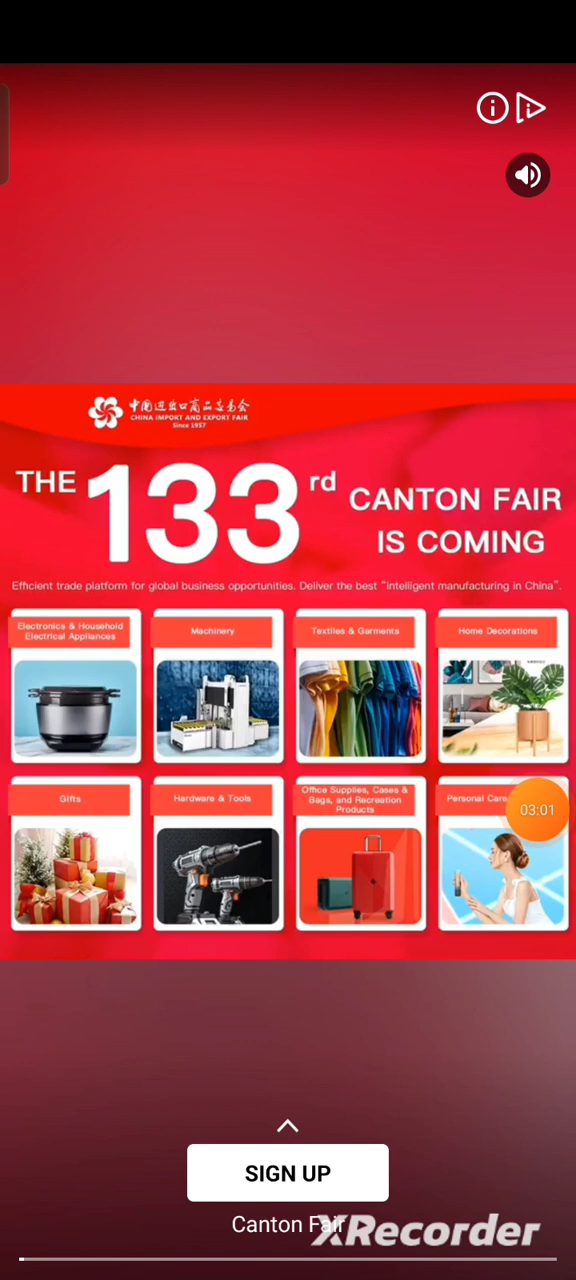 中国进出口商品交易会
CHINA IMPORT AND EXPORT FAIR
Since 1957
THE 133rd CANTON FAIR
IS COMING
Efficient trade platform for global business opportunities. Deliver the best "intelligent manufacturing in China".
Electronics & Household
Electrical Appliances
Machinery
Textiles & Garments
Home Decorations
Gifts
Hardware & Tools
Office Supplies, Cases &
Bags, and Recreation
Products
Personal Care
03:01
SIGN UP
Canton Fair
XRecorder